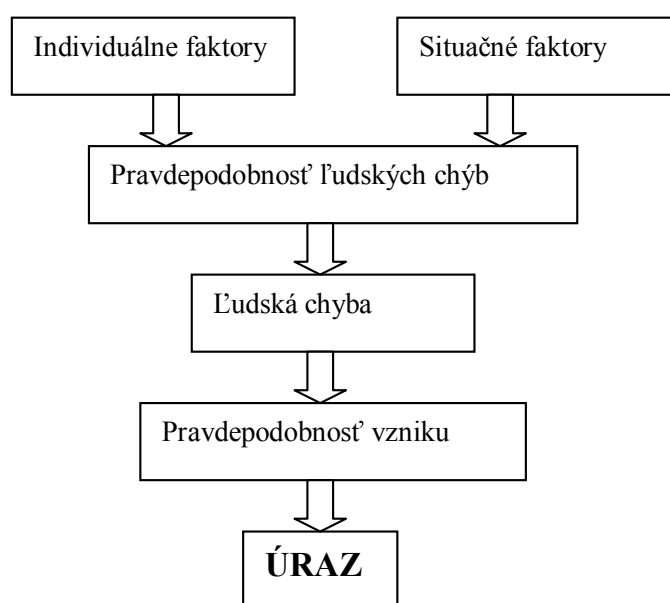 Individuálne faktory
Situačné faktory
Pravdepodobnosť ľudských chýb
Ľudská chyba
Pravdepodobnosť vzniku
ÚRAZ